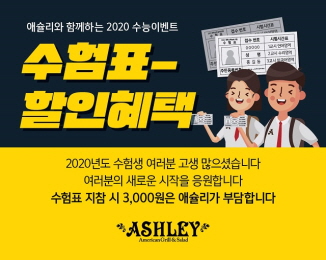 애슐리와 함께하는 2020 수능이벤트
수험표-
할인혜택
2020년도 수험생 여러분 고생 많으셨습니다
여러분의 새로운 시작을 응원합니다
수험표 지참 시 3,000원은 애슐리가 부담합니다
ASHLEY
American Grill & Salad